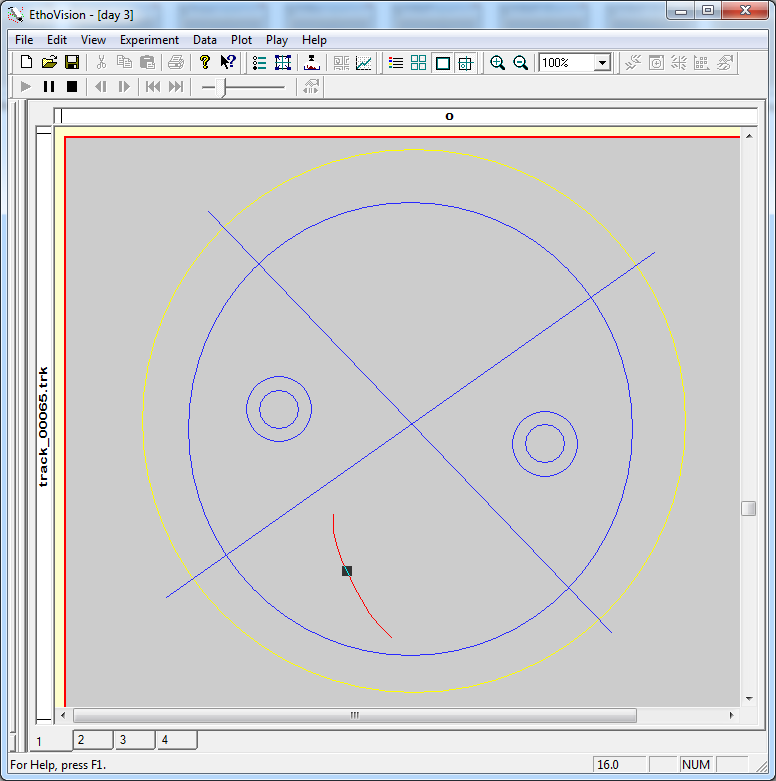 EthoVision - [day 3]
File Edit View Experiment Data Plot Play Help
100%
o
track_00065.trk
1 2 3 4
For Help, press F1. 16.0 NUM